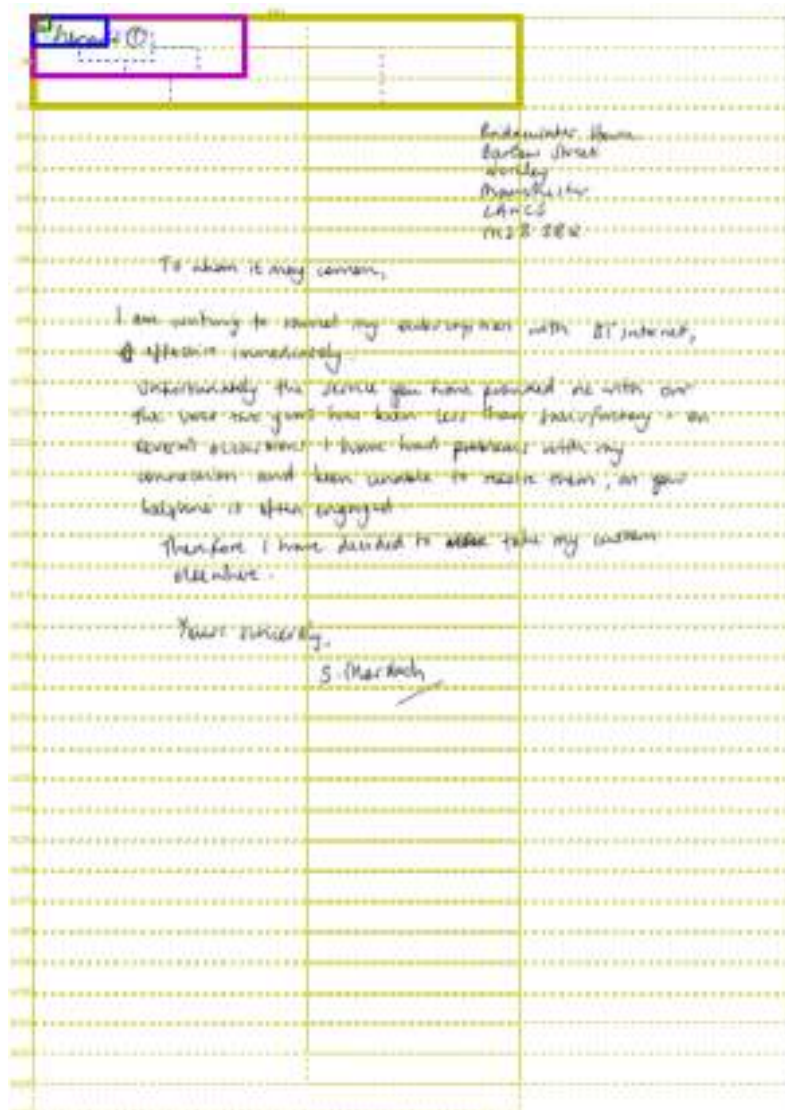 ①
Bridgewater House
Barton Street
Worsley
Manchester
LANCS
M28
To whom it may concern,
I am writing to cancel my subscription with BT internet,
effective immediately.
Unfortunately the service you have provided me with over
the past two years has been less than satisfactory - on
several occasions I have had problems with my
connection and been unable to resolve them, as your
helpline is often engaged.
Therefore I have decided to take my custom
elsewhere.
Yours sincerely,
S. Murdoch